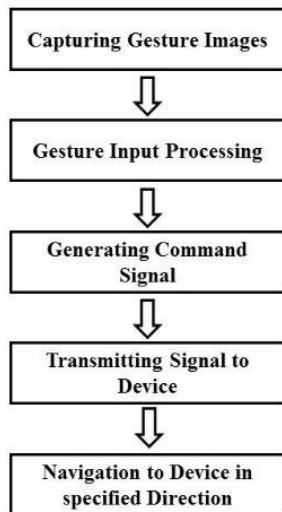 Capturing Gesture Images
Gesture Input Processing
Generating Command
Signal
Transmitting Signal to
Device
Navigation to Device in
specified Direction